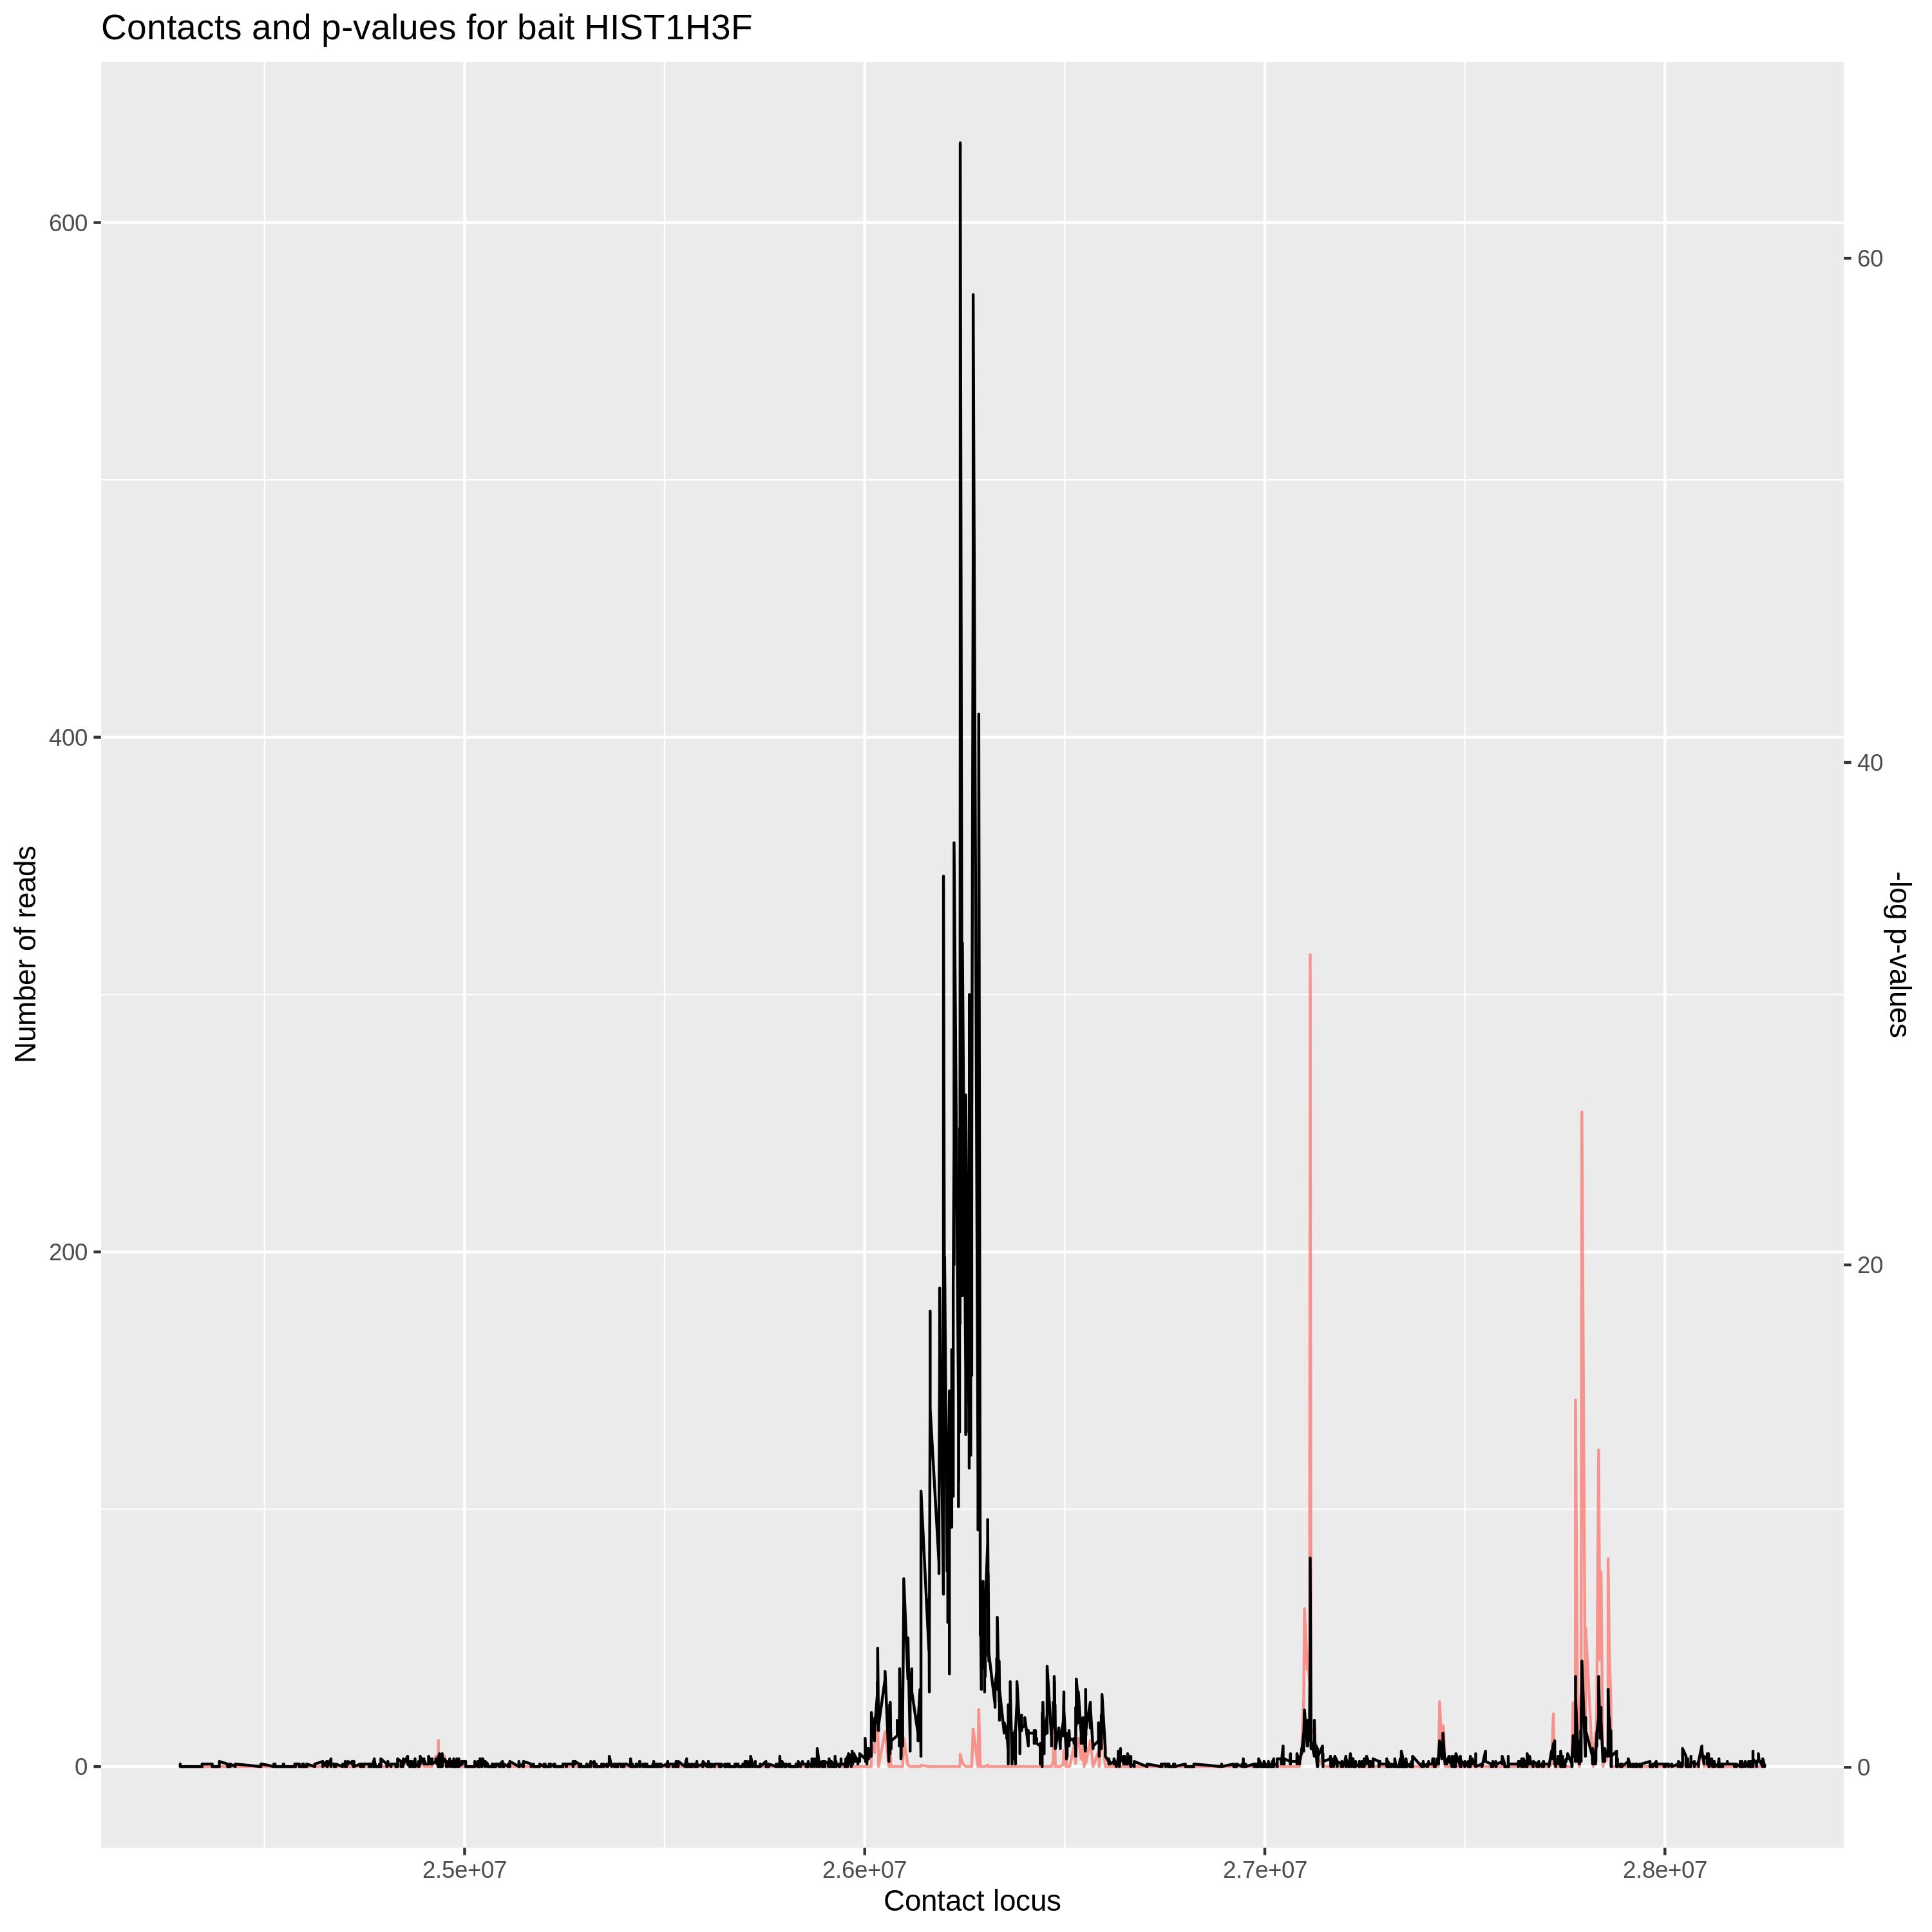 Contacts and p-values for bait HIST1H3F
600
400
200
0
Number of reads
60
40
20
0
-log p-values
2.5e+07
2.6e+07
2.7e+07
2.8e+07
Contact locus